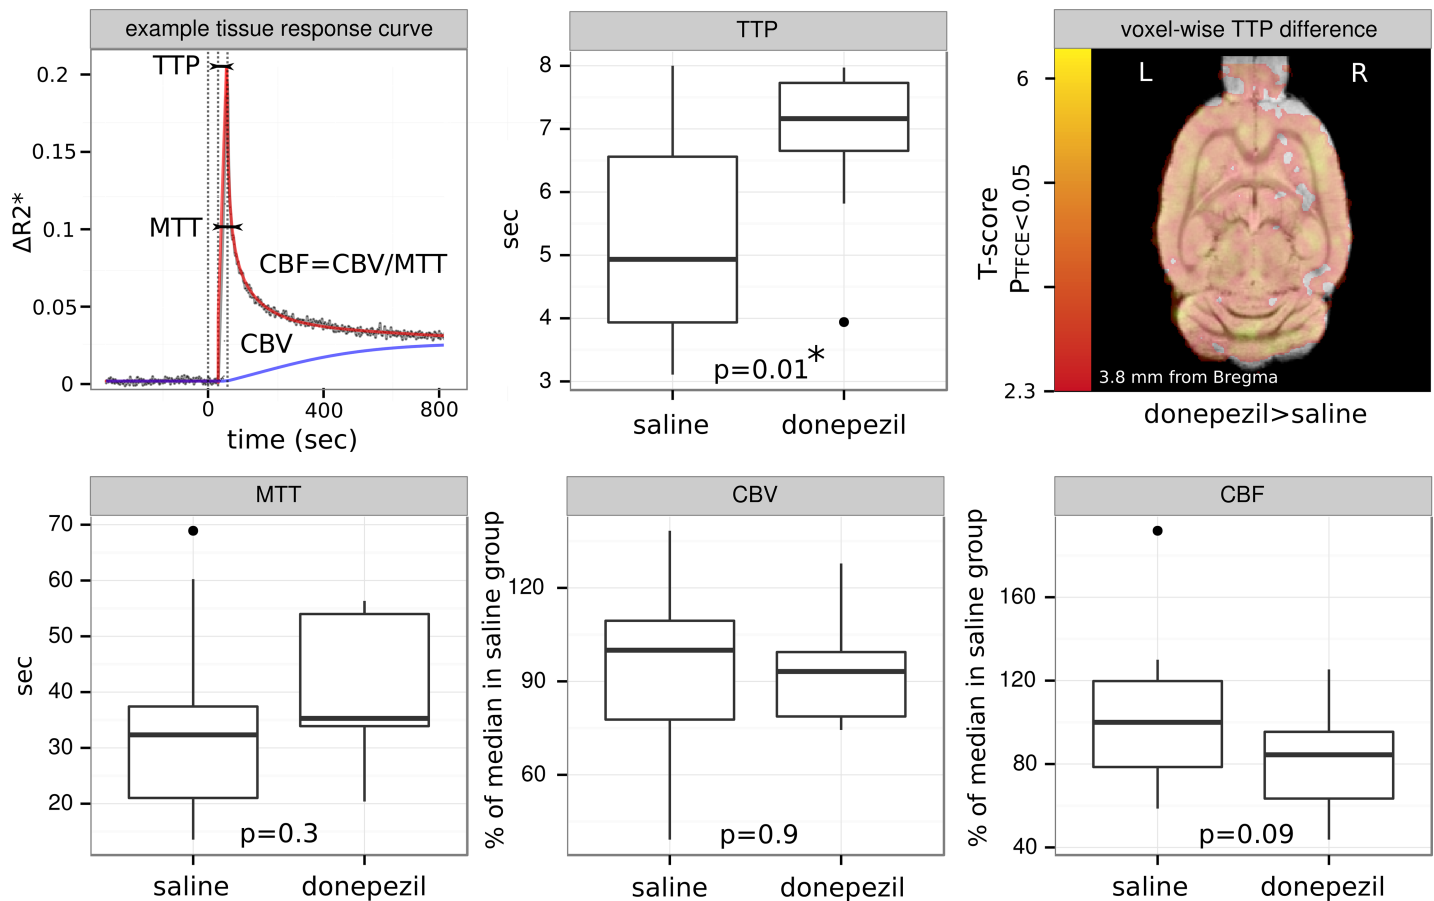 example tissue response curve
ΔR2*
0.2
0.15
0.1
0.05
0
TTP
MTT
CBF=CBV/MTT
CBV
0
400
800
time (sec)
TTP
sec
8
7
6
5
4
3
p=0.01*
saline
donepezil
voxel-wise TTP difference
T-score
PTFCE<0.05
6
2.3
L
R
3.8 mm from Bregma
donepezil>saline
MTT
sec
70
60
50
40
30
20
p=0.3
saline
donepezil
CBV
% of median in saline group
120
90
60
p=0.9
saline
donepezil
CBF
% of median in saline group
160
120
80
40
p=0.09
saline
donepezil